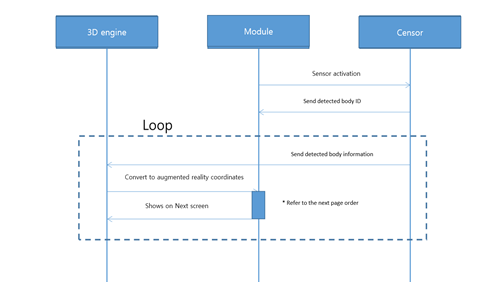 3D engine
Module
Censor
Sensor activation
Send detected body ID
Loop
Send detected body information
Convert to augmented reality coordinates
Shows on Next screen
* Refer to the next page order